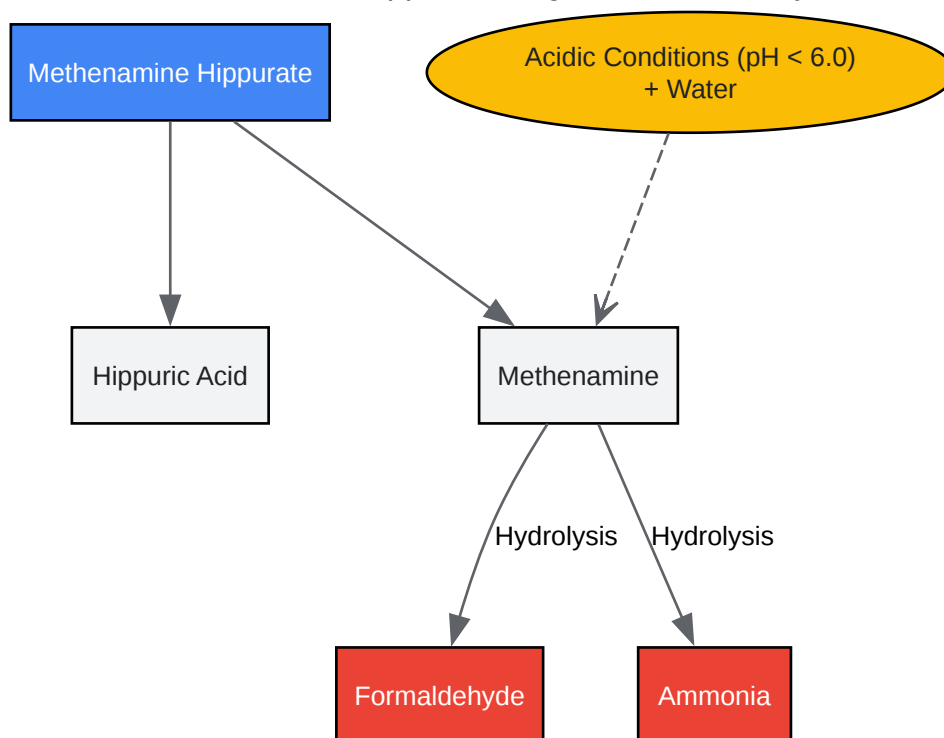 Methenamine Hippurate
Acidic Conditions (pH < 6.0)
+ Water
Hippuric Acid
Methenamine
Hydrolysis
Hydrolysis
Formaldehyde
Ammonia